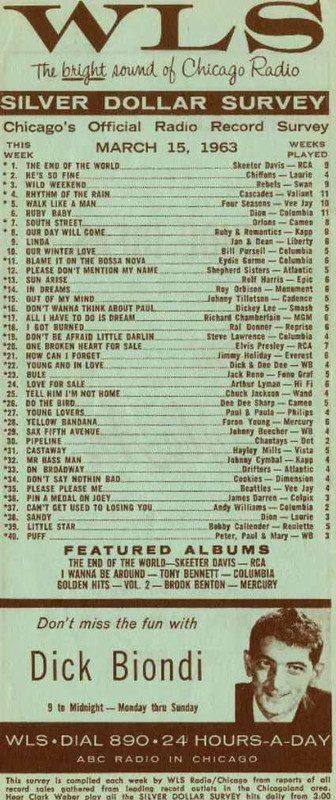 WLS
The bright sound of Chicago Radio
SILVER DOLLAR SURVEY
Chicago's Official Radio Record Survey
THIS WEEK MARCH 15, 1963 WEEKS PLAYED
* 1. THE END OF THE WORLD Skeeter Davis — RCA 9
* 2. HE'S SO FINE Chiffons — Laurie 4
* 3. WILD WEEKEND Rebels — Swan
* 4. RHYTHM OF THE RAIN Cascades — Valiant 11
* 5. WALK LIKE A MAN Four Seasons — Vee Jay 10
6. RUBY BABY Dion — Columbia 11
* 7. SOUTH STREET Orlons — Cameo 8
* 8. OUR DAY WILL COME Ruby & Romantics — Kapp 9
9. LINDA Jan & Dean — Liberty
10. OUR WINTER LOVE Bill Pursell — Columbia
*11. BLAME IT ON THE BOSSA NOVA Eydie Gorme — Columbia
12. PLEASE DON'T MENTION MY NAME Shepherd Sisters — Atlantic 5
*13. SUN ARISE Rolf Harris — Epic 6
*14. IN DREAMS Roy Orbison — Monument 6
*15. OUT OF MY MIND Johnny Tillotson — Cadence
*16. DON'T WANNA THINK ABOUT PAUL Dickey Lee — Smash 5
*17. ALL I HAVE TO DO IS DREAM Richard Chamberlain — MGM 6
*18. I GOT BURNED Ral Donner — Reprise
*19. DON'T BE AFRAID LITTLE DARLIN Steve Lawrence — Columbia 4
*20. ONE BROKEN HEART FOR SALE Elvis Presley — RCA 7
*21. HOW CAN I FORGET Jimmy Holiday — Everest
*22. YOUNG AND IN LOVE Dick & Dee Dee — WB 4
*23. RULE Jack Reno — Fono Graf 5
24. LOVE FOR SALE Arthur Lyman — Hi Fi
25. TELL HIM I'M NOT HOME Chuck Jackson — Wand 4
*26. DO THE BIRD Dee Dee Sharp — Cameo 5
*27. YOUNG LOVERS Paul & Paula — Philips
*28. YELLOW BANDANA Faron Young — Mercury 6
*29. SAX FIFTH AVENUE Johnny Beecher — WB 4
30. PIPELINE Chantays — Dot 2
*31. CASTAWAY Hayley Mills — Vista 5
*32. MR BASS MAN Johnny Cymbal — Kapp 4
*33. ON BROADWAY Drifters — Atlantic
*34. DON'T SAY NOTHIN BAD Cookies — Dimension 4
*35. PLEASE PLEASE ME Beattles — Vee Jay 4
*36. PIN A MEDAL ON JOEY James Darren — Colpix
*37. CAN'T GET USED TO LOSING YOU Andy Williams — Columbia 2
*38. SANDY Dion — Laurie 3
*39. LITTLE STAR Bobby Callender — Roulette 5
*40. PUFF Peter, Paul & Mary — WB 3
FEATURED ALBUMS
THE END OF THE WORLD—SKEETER DAVIS — RCA
I WANNA BE AROUND — TONY BENNETT — COLUMBIA
GOLDEN HITS — VOL. 2 — BROOK BENTON — MERCURY
Don't miss the fun with
Dick Biondi
9 to Midnight — Monday thru Sunday
WLS • DIAL 890 • 24 HOURS-A-DAY
ABC RADIO IN CHICAGO
This survey is compiled each week by WLS Radio/Chicago from reports of all
record sales gathered from leading record outlets in the Chicagoland area.
Hear Clark Weber play all the SILVER DOLLAR SURVEY hits daily from 3:00